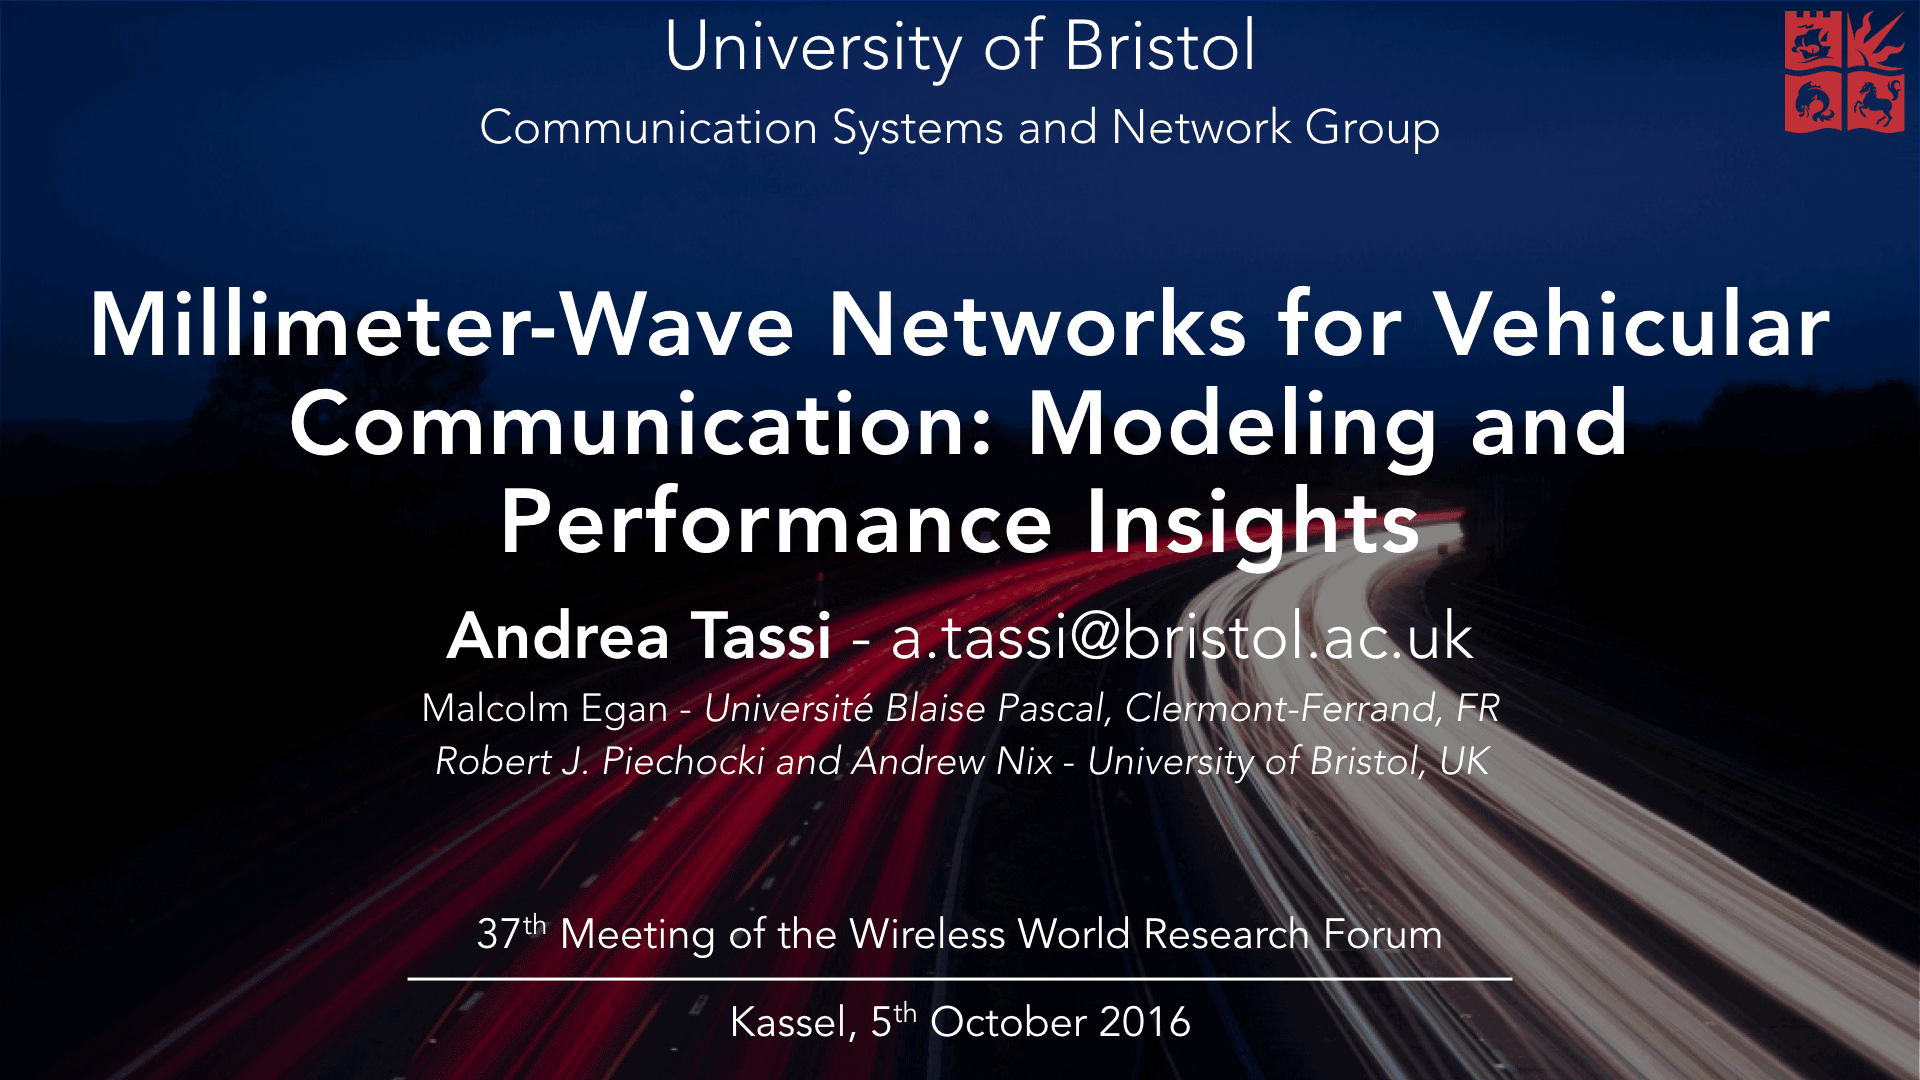 University of Bristol
Communication Systems and Network Group
Millimeter-Wave Networks for Vehicular
Communication: Modeling and
Performance Insights
Andrea Tassi - a.tassi@bristol.ac.uk
Malcolm Egan - Université Blaise Pascal, Clermont-Ferrand, FR
Robert J. Piechocki and Andrew Nix - University of Bristol, UK
37th Meeting of the Wireless World Research Forum
Kassel, 5th October 2016